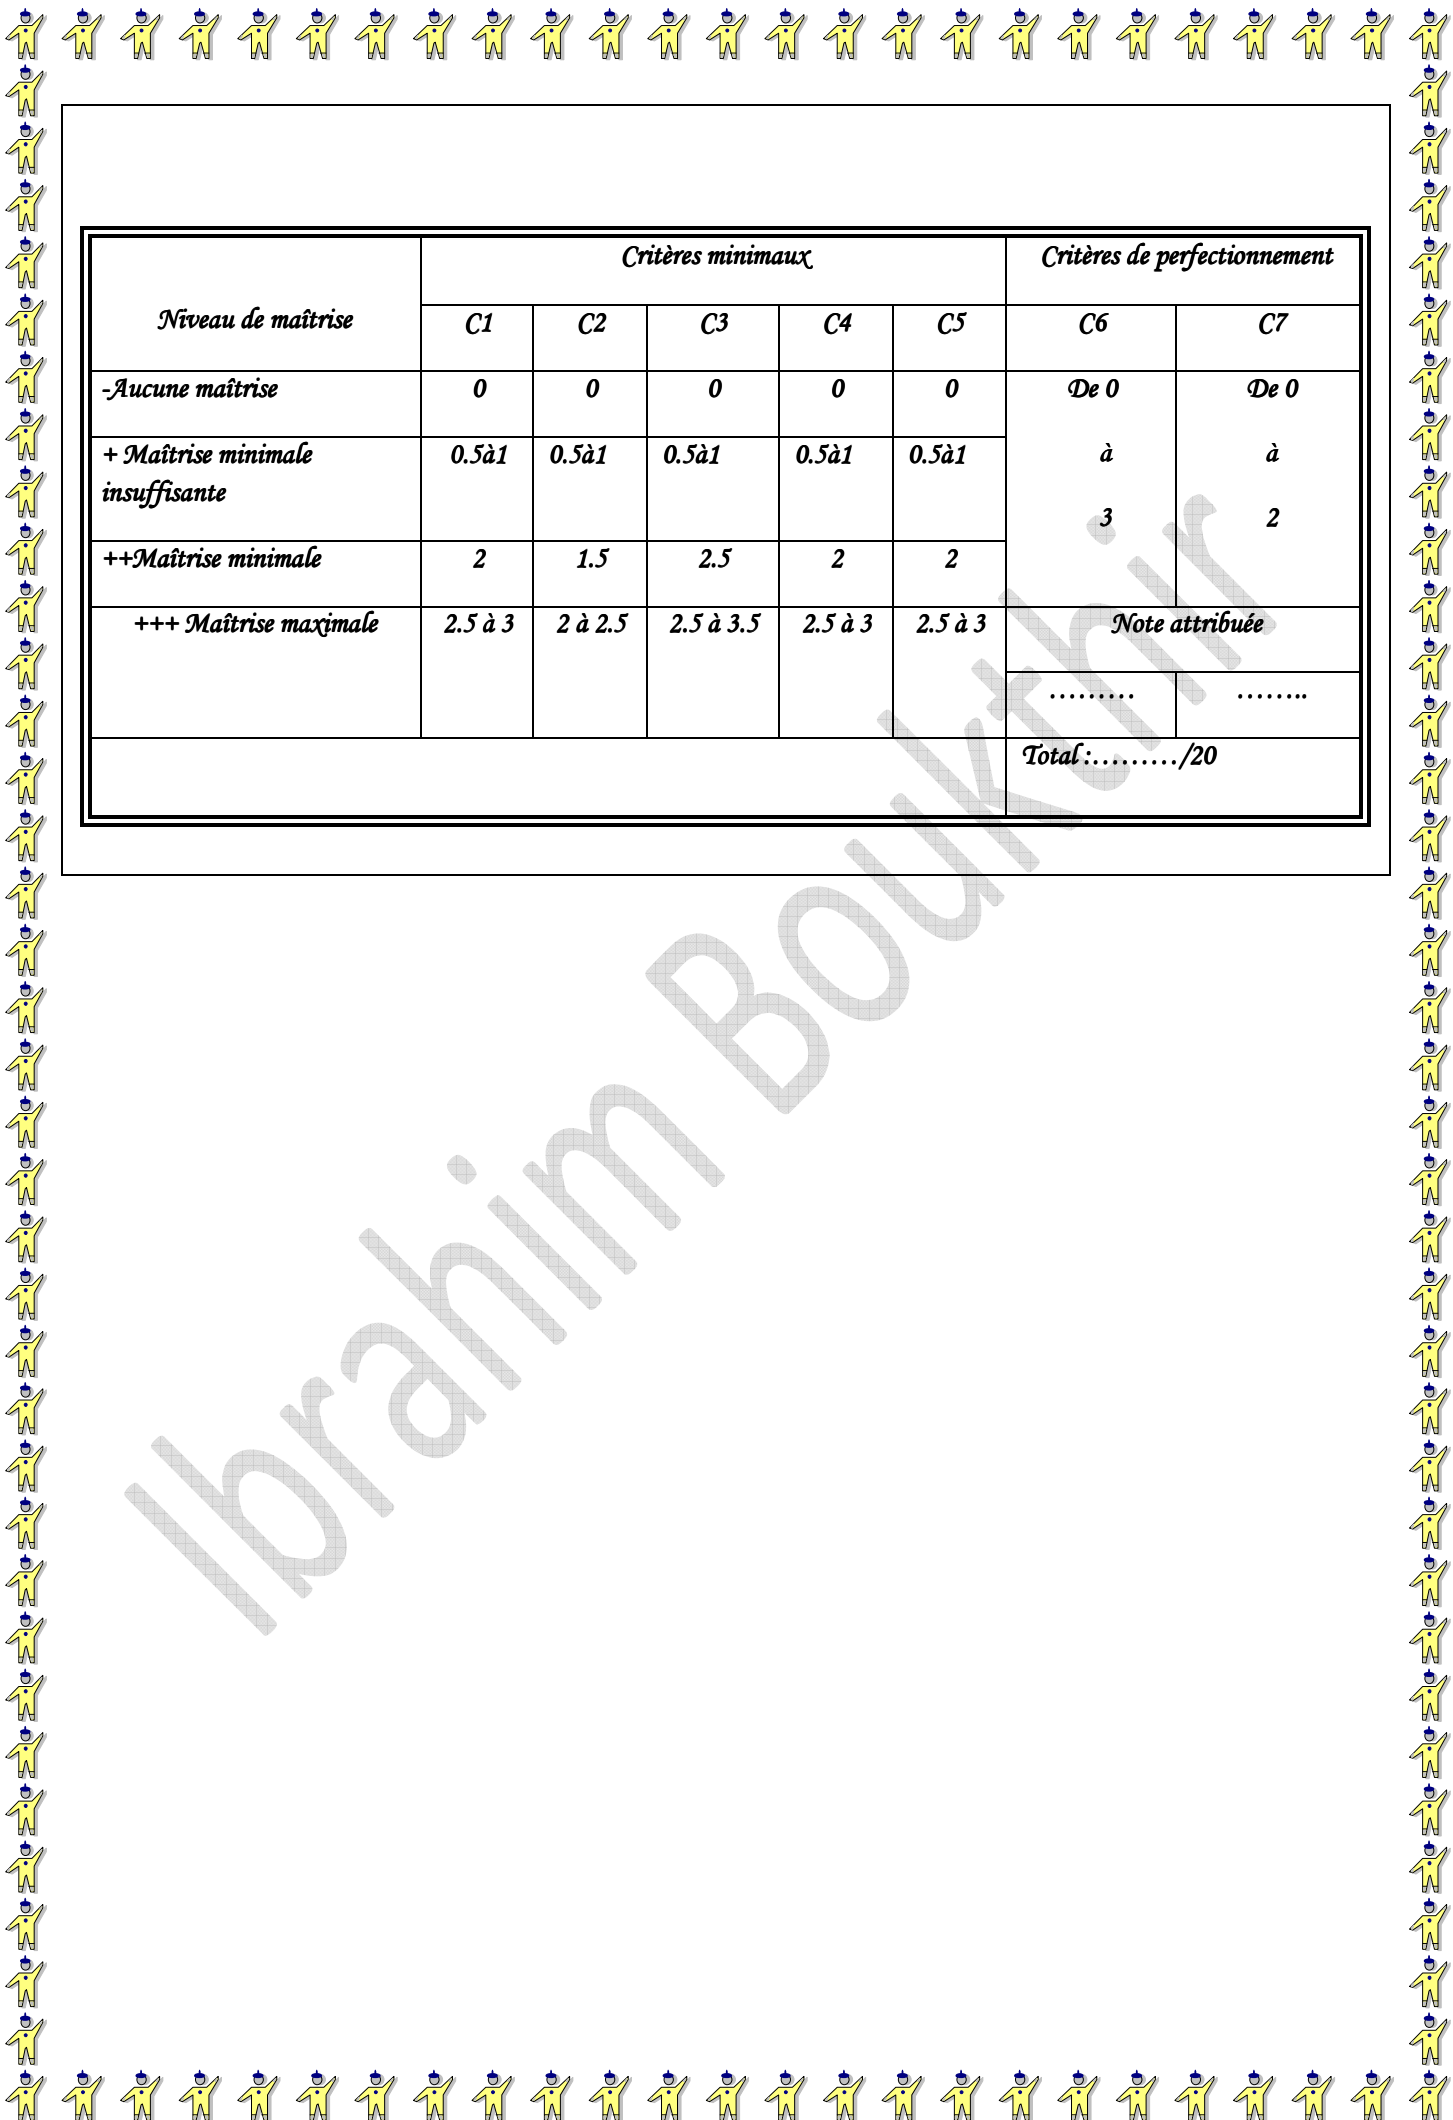 Critères minimaux Critères de perfectionnement
Niveau de maîtrise C1 C2 C3 C4 C5 C6 C7
-Aucune maîtrise 0 0 0 0 0 De 0 De 0
+ Maîtrise minimale 0.5à1 0.5à1 0.5à1 0.5à1 0.5à1 à à
insuffisante
3 2
++Maîtrise minimale 2 1.5 2.5 2 2
+++ Maîtrise maximale 2.5 à 3 2 à 2.5 2.5 à 3.5 2.5 à 3 2.5 à 3 Note attribuée
……… ……..
Total :………/20
Ibrahim Boukthir